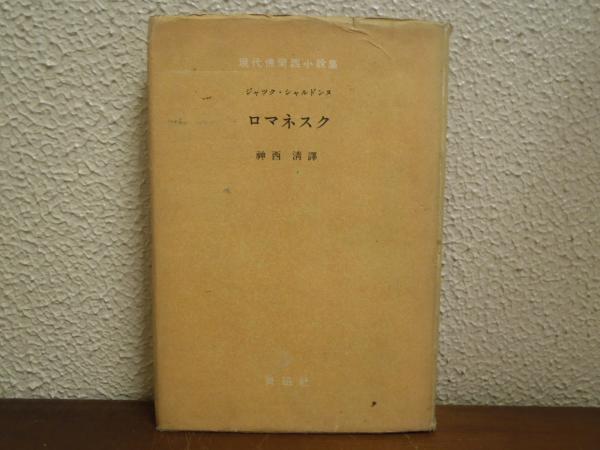 現代佛蘭西小説集
ジャック・シャルドンヌ
ロマネスク
神西 清譯